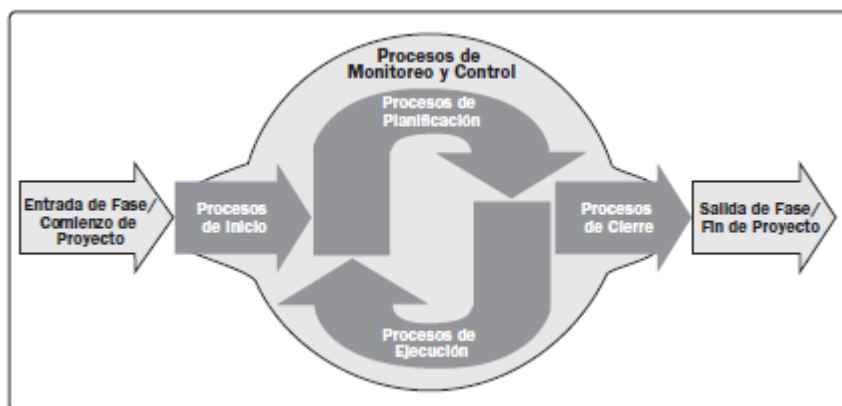 Procesos de
Monitoreo y Control
Procesos de
Planificación
Entrada de Fase/
Comienzo de
Proyecto
Procesos
de Inicio
Procesos
de Cierre
Salida de Fase/
Fin de Proyecto
Procesos de
Ejecución